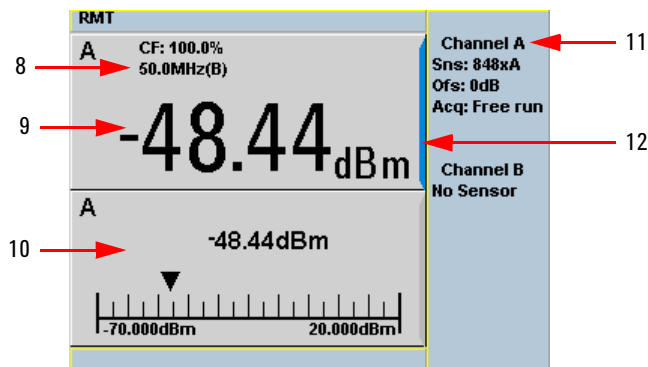 RMT
A
CF: 100.0%
50.0MHz(B)
-48.44dBm
A
-48.44dBm
-70.000dBm
20.000dBm
Channel A
Sns: 848xA
Ofs: 0dB
Acq: Free run
Channel B
No Sensor
8
9
10
11
12